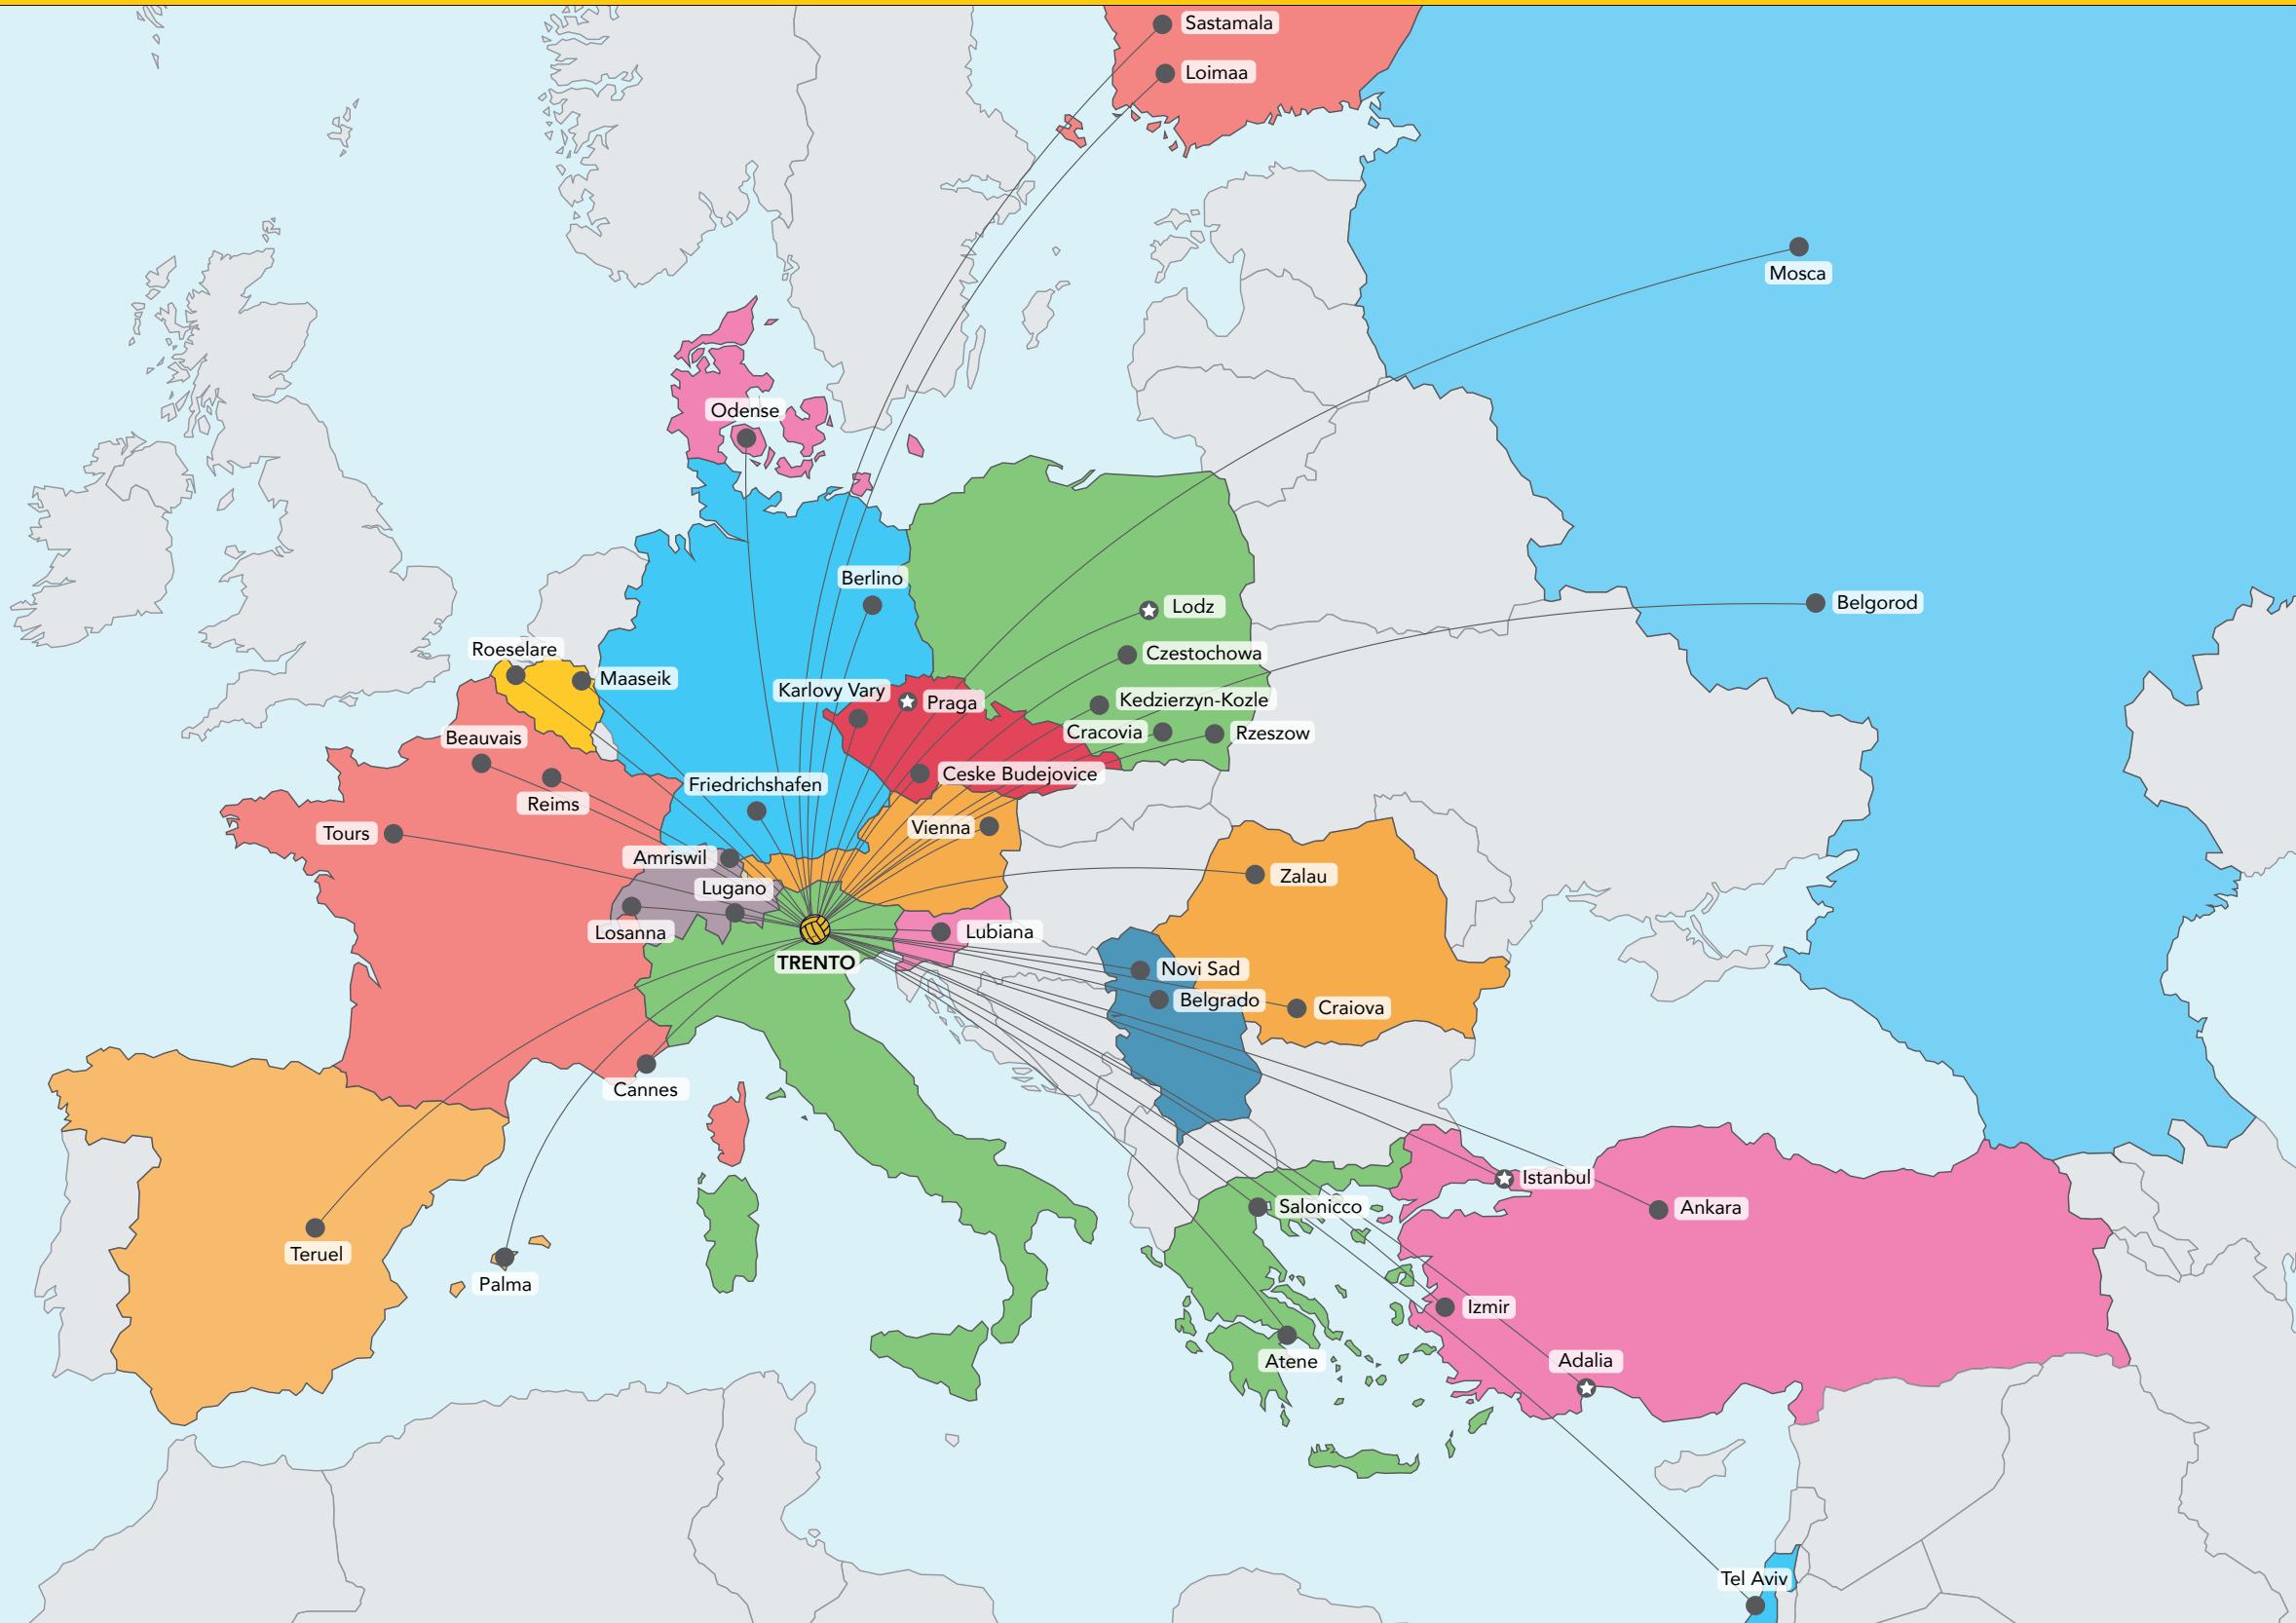 Sastamala
Loimaa
Mosca
Odense
Berlino
Lodz
Belgorod
Roeselare
Maaseik
Czestochowa
Karlovy Vary
Praga
Kedzierzyn-Kozle
Cracovia
Rzeszow
Beauvais
Reims
Friedrichshafen
Ceske Budejovice
Tours
Vienna
Amriswil
Lugano
Zalau
Losanna
Lubiana
TRENTO
Novi Sad
Belgrado
Craiova
Cannes
Istanbul
Salonicco
Ankara
Teruel
Palma
Izmir
Atene
Adalia
Tel Aviv